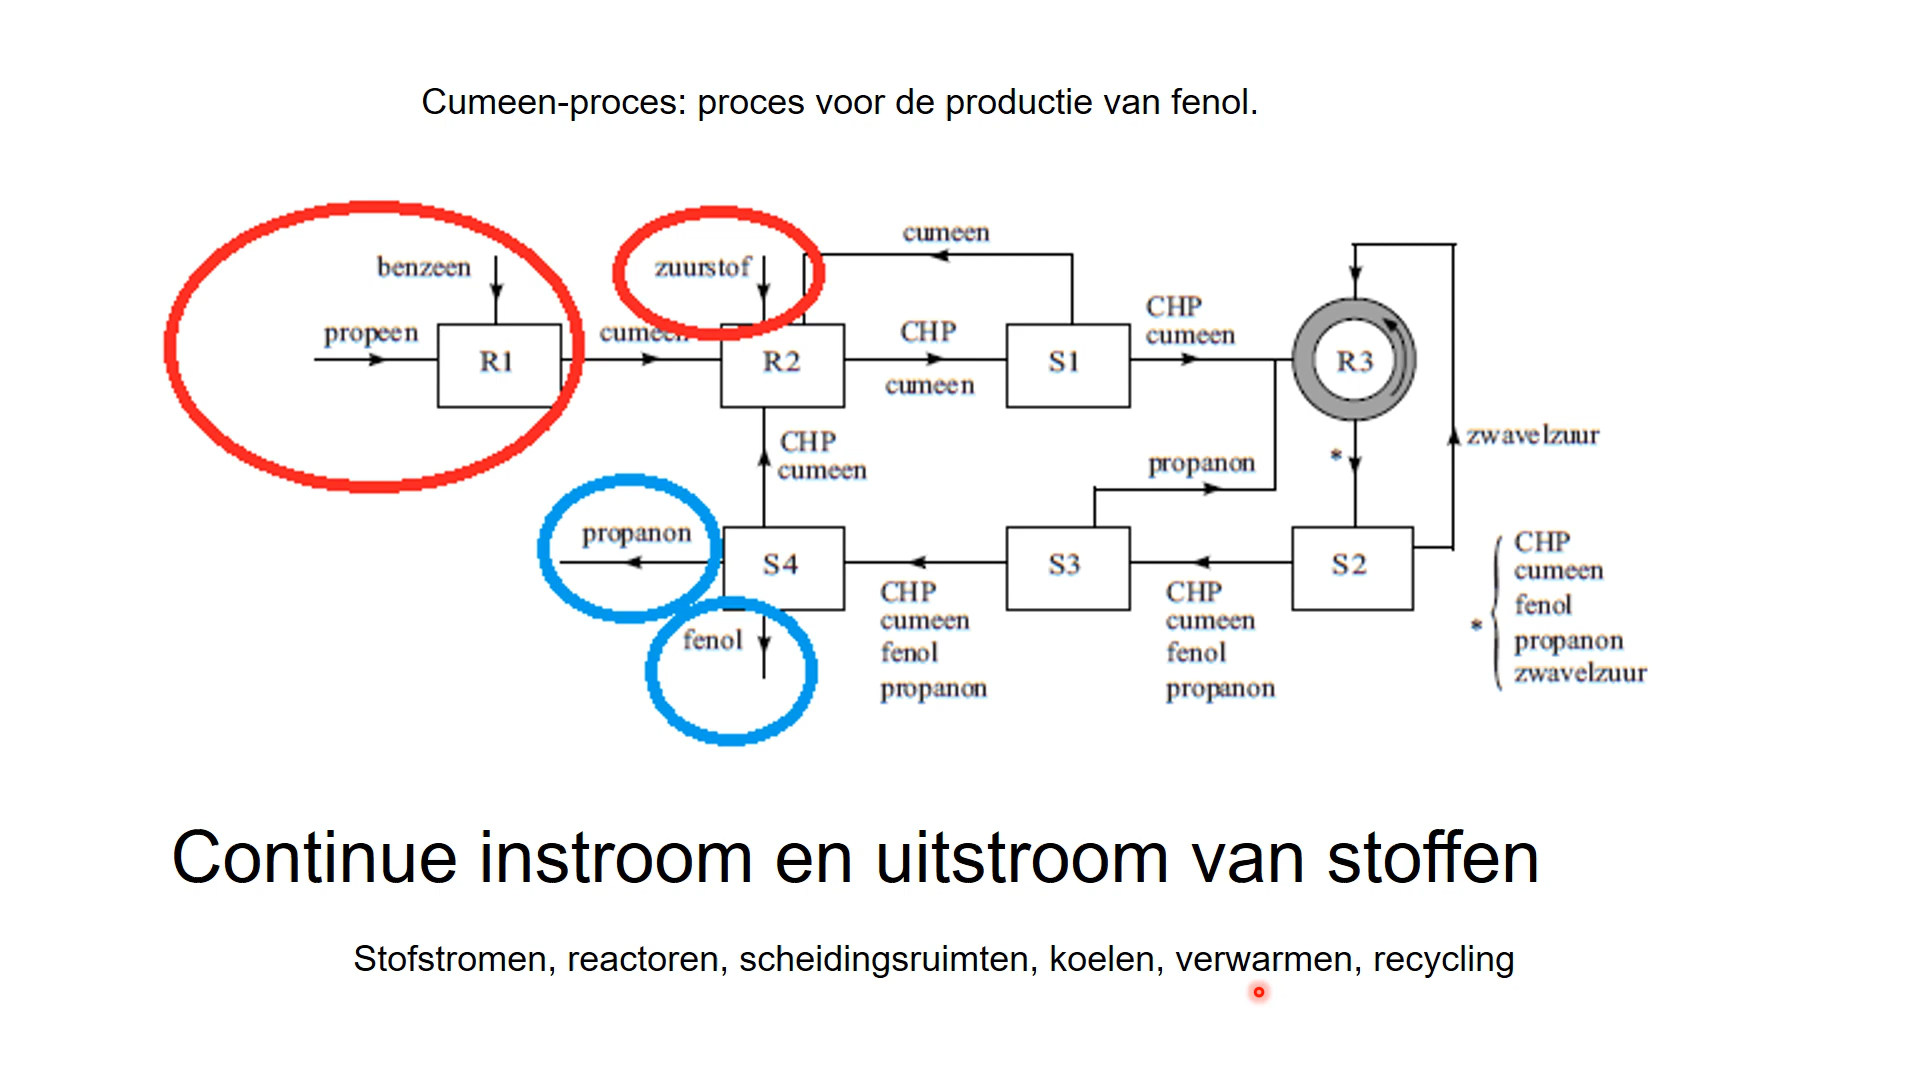 Cumeen-proces: proces voor de productie van fenol.
cumeen
benzeen
zuurstof
CHP
cumeen
propeen
cumeen
CHP
R1
R2
S1
R3
cumeen
CHP
cumeen
zwavelzuur
*
propanon
propanon
S4
S3
S2
CHP
cumeen
fenol
propanon
zwavelzuur
*
fenol
CHP
cumeen
fenol
propanon
CHP
cumeen
fenol
propanon
Continue instroom en uitstroom van stoffen
Stofstromen, reactoren, scheidingsruimten, koelen, verwarmen, recycling